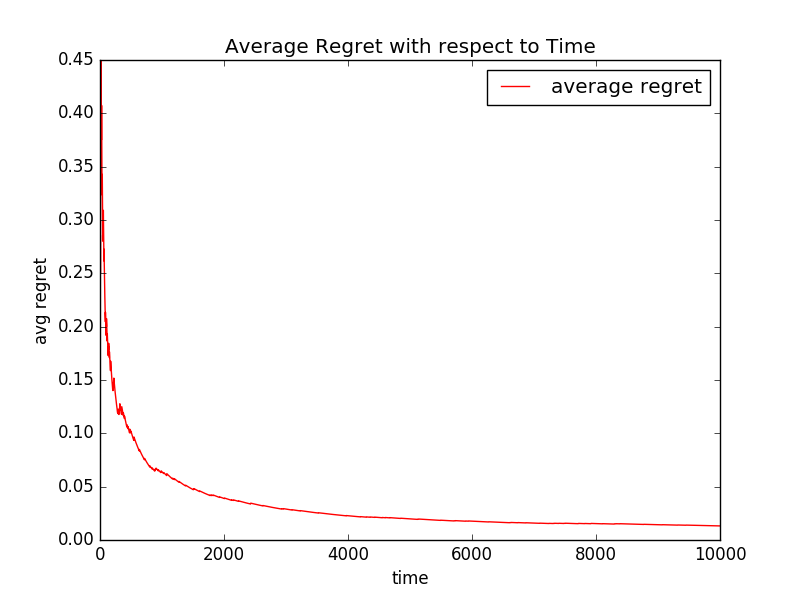 Average Regret with respect to Time
average regret
avg regret
0.45
0.40
0.35
0.30
0.25
0.20
0.15
0.10
0.05
0.00
0 2000 4000 6000 8000 10000
time